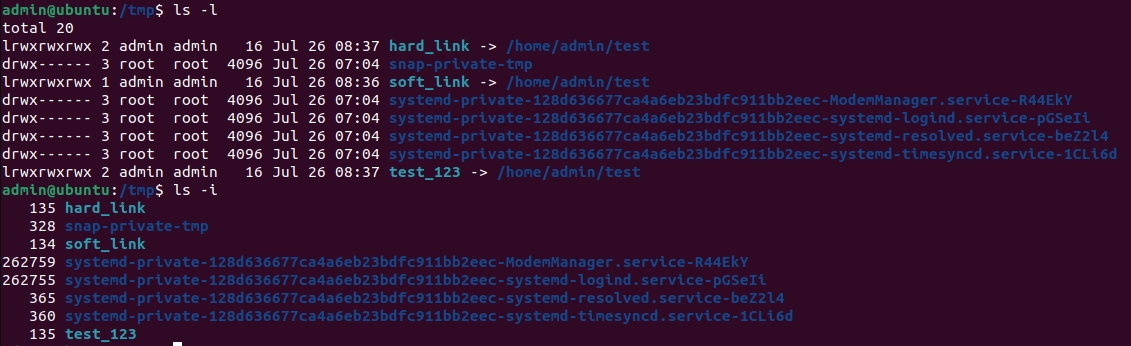 admin@ubuntu:/tmp$ ls -l
total 20
lrwxrwxrwx 2 admin admin   16 Jul 26 08:37 hard_link -> /home/admin/test
drwx------ 3 root  root  4096 Jul 26 07:04 snap-private-tmp
lrwxrwxrwx 1 admin admin   16 Jul 26 08:36 soft_link -> /home/admin/test
drwx------ 3 root  root  4096 Jul 26 07:04 systemd-private-128d636677ca4a6eb23bdfc911bb2eec-ModemManager.service-R44EkY
drwx------ 3 root  root  4096 Jul 26 07:04 systemd-private-128d636677ca4a6eb23bdfc911bb2eec-systemd-logind.service-pGSeIi
drwx------ 3 root  root  4096 Jul 26 07:04 systemd-private-128d636677ca4a6eb23bdfc911bb2eec-systemd-resolved.service-beZ2l4
drwx------ 3 root  root  4096 Jul 26 07:04 systemd-private-128d636677ca4a6eb23bdfc911bb2eec-systemd-timesyncd.service-1CLi6d
lrwxrwxrwx 2 admin admin   16 Jul 26 08:37 test_123 -> /home/admin/test
admin@ubuntu:/tmp$ ls -i
   135 hard_link
   328 snap-private-tmp
   134 soft_link
262759 systemd-private-128d636677ca4a6eb23bdfc911bb2eec-ModemManager.service-R44EkY
262755 systemd-private-128d636677ca4a6eb23bdfc911bb2eec-systemd-logind.service-pGSeIi
   365 systemd-private-128d636677ca4a6eb23bdfc911bb2eec-systemd-resolved.service-beZ2l4
   360 systemd-private-128d636677ca4a6eb23bdfc911bb2eec-systemd-timesyncd.service-1CLi6d
   135 test_123